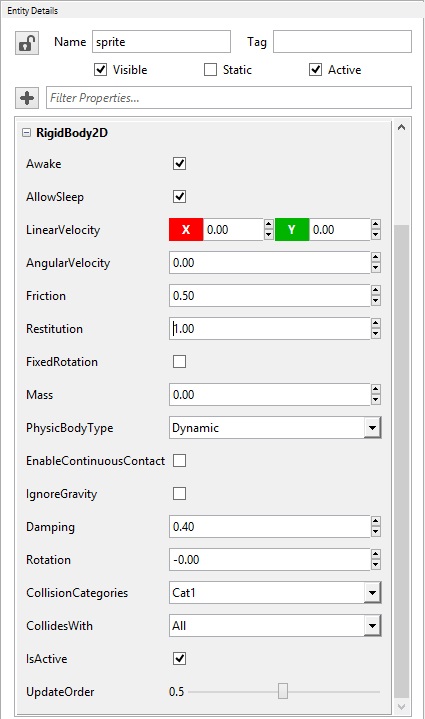 Entity Details
Name sprite Tag
Visible Static Active
Filter Properties...
RigidBody2D
Awake
AllowSleep
LinearVelocity X 0.00 Y 0.00
AngularVelocity 0.00
Friction 0.50
Restitution 1.00
FixedRotation
Mass 0.00
PhysicBodyType Dynamic
EnableContinuousContact
IgnoreGravity
Damping 0.40
Rotation -0.00
CollisionCategories Cat1
CollidesWith All
IsActive
UpdateOrder 0.5